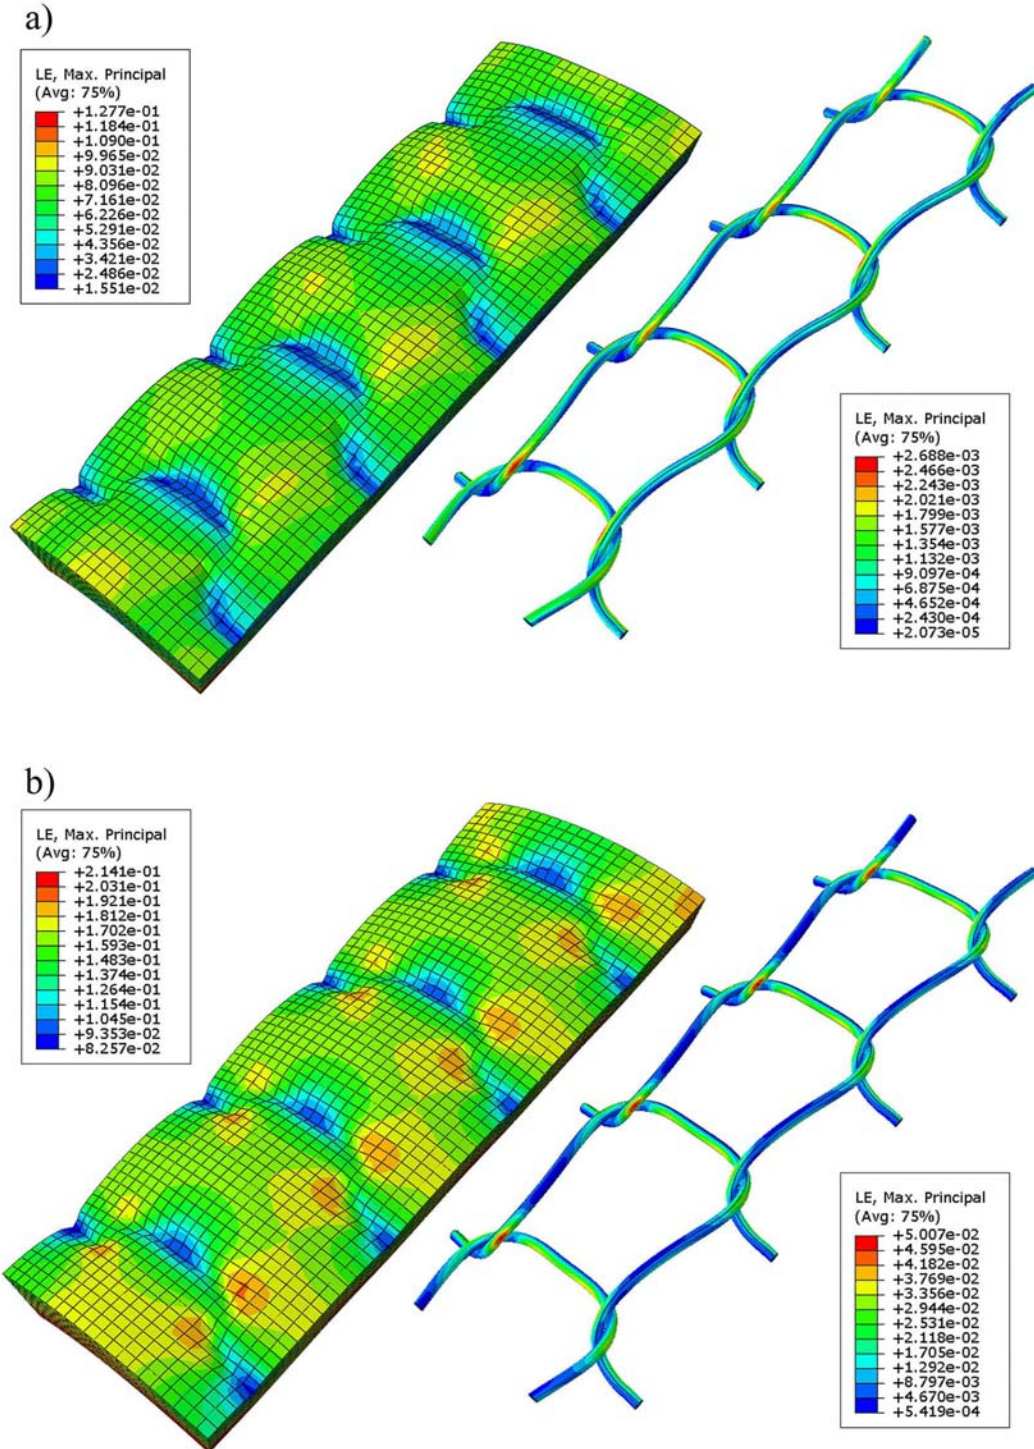 a)
LE, Max. Principal
(Avg: 75%)
+1.277e-01
+1.184e-01
+1.090e-01
+9.965e-02
+9.031e-02
+8.096e-02
+7.161e-02
+6.226e-02
+5.291e-02
+4.356e-02
+3.421e-02
+2.486e-02
+1.551e-02
LE, Max. Principal
(Avg: 75%)
+2.688e-03
+2.466e-03
+2.243e-03
+2.021e-03
+1.799e-03
+1.577e-03
+1.354e-03
+1.132e-03
+9.097e-04
+6.875e-04
+4.652e-04
+2.430e-04
+2.073e-05
b)
LE, Max. Principal
(Avg: 75%)
+2.141e-01
+2.031e-01
+1.921e-01
+1.812e-01
+1.702e-01
+1.593e-01
+1.483e-01
+1.374e-01
+1.264e-01
+1.154e-01
+1.045e-01
+9.353e-02
+8.257e-02
LE, Max. Principal
(Avg: 75%)
+5.007e-02
+4.595e-02
+4.182e-02
+3.769e-02
+3.356e-02
+2.944e-02
+2.531e-02
+2.118e-02
+1.705e-02
+1.292e-02
+8.797e-03
+4.670e-03
+5.419e-04